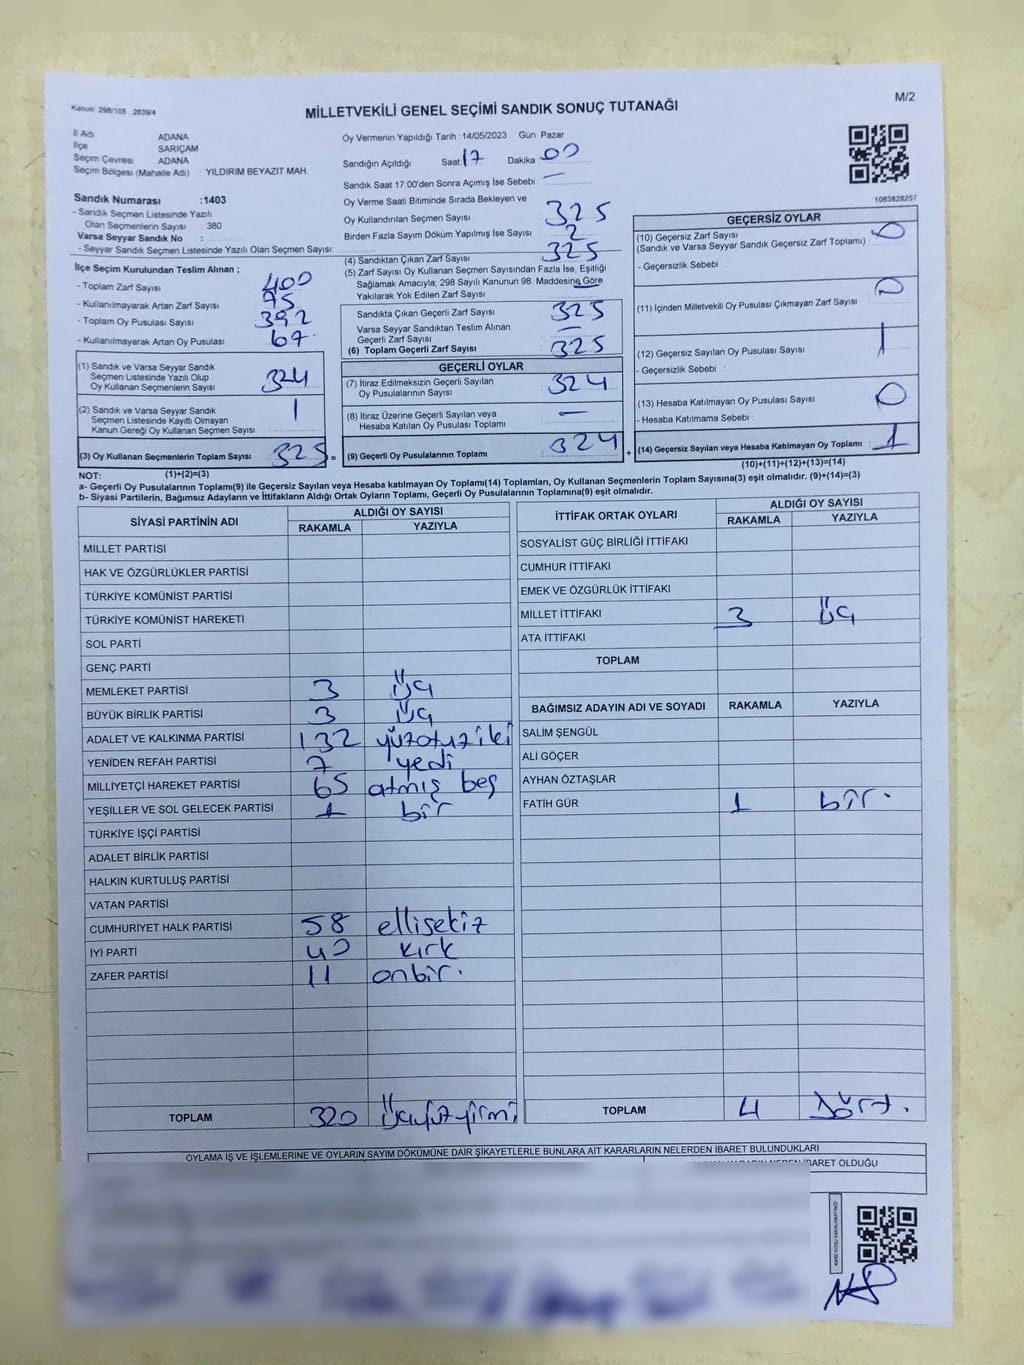 Kanun: 298/105 , 2839/4
MİLLETVEKİLİ GENEL SEÇİMİ SANDIK SONUÇ TUTANAĞI
M/2
İl Adı ADANA
İlçe SARIÇAM
Seçim Çevresi ADANA
Seçim Bölgesi (Mahalle Adı) YILDIRIM BEYAZIT MAH.
Sandık Numarası :1403
- Sandık Seçmen Listesinde Yazılı
Olan Seçmenlerin Sayısı : 380
Varsa Seyyar Sandık No :
- Seyyar Sandık Seçmen Listesinde Yazılı Olan Seçmen Sayısı:
İlçe Seçim Kurulundan Teslim Alınan ;
- Toplam Zarf Sayısı : 400
- Kullanılmayarak Artan Zarf Sayısı : 75
- Toplam Oy Pusulası Sayısı : 392
- Kullanılmayarak Artan Oy Pusulası : 67
(1) Sandık ve Varsa Seyyar Sandık
Seçmen Listesinde Yazılı Olup
Oy Kullanan Seçmenlerin Sayısı : 324
(2) Sandık ve Varsa Seyyar Sandık
Seçmen Listesinde Kayıtlı Olmayan
Kanun Gereği Oy Kullanan Seçmen Sayısı : 1
(3) Oy Kullanan Seçmenlerin Toplam Sayısı : 325 =
Oy Vermenin Yapıldığı Tarih :14/05/2023 Gün Pazar
Sandığın Açıldığı Saat 17 Dakika 00
Sandık Saat 17.00'den Sonra Açımış İse Sebebi : —
Oy Verme Saati Bitiminde Sırada Bekleyen ve
Oy Kullandırılan Seçmen Sayısı : 325
Birden Fazla Sayım Döküm Yapılmış İse Sayısı : 2
(4) Sandıktan Çıkan Zarf Sayısı : 325
(5) Zarf Sayısı Oy Kullanan Seçmen Sayısından Fazla İse, Eşitliği
Sağlamak Amacıyla; 298 Sayılı Kanunun 98. Maddesine Göre
Yakılarak Yok Edilen Zarf Sayısı : —
Sandıkta Çıkan Geçerli Zarf Sayısı : 325
Varsa Seyyar Sandıktan Teslim Alınan
Geçerli Zarf Sayısı : —
(6) Toplam Geçerli Zarf Sayısı : 325
GEÇERLİ OYLAR
(7) İtiraz Edilmeksizin Geçerli Sayılan
Oy Pusulalarının Sayısı : 324
(8) İtiraz Üzerine Geçerli Sayılan veya
Hesaba Katılan Oy Pusulası Toplamı : —
(9) Geçerli Oy Pusulalarının Toplamı : 324 +
1083828257
GEÇERSİZ OYLAR
(10) Geçersiz Zarf Sayısı : 0
(Sandık ve Varsa Seyyar Sandık Geçersiz Zarf Toplamı)
- Geçersizlik Sebebi :
(11) İçinden Milletvekili Oy Pusulası Çıkmayan Zarf Sayısı : 0
(12) Geçersiz Sayılan Oy Pusulası Sayısı : 1
- Geçersizlik Sebebi :
(13) Hesaba Katılmayan Oy Pusulası Sayısı : 0
- Hesaba Katılmama Sebebi :
(14) Geçersiz Sayılan veya Hesaba Katılmayan Oy Toplamı : 1
NOT: (1)+(2)=(3)
(10)+(11)+(12)+(13)=(14)
a- Geçerli Oy Pusulalarının Toplamı(9) ile Geçersiz Sayılan veya Hesaba katılmayan Oy Toplamı(14) Toplamları, Oy Kullanan Seçmenlerin Toplam Sayısına(3) eşit olmalıdır. (9)+(14)=(3)
b- Siyasi Partilerin, Bağımsız Adayların ve İttifakların Aldığı Ortak Oyların Toplamı, Geçerli Oy Pusulalarının Toplamına(9) eşit olmalıdır.
SİYASİ PARTİNİN ADI ALDIĞI OY SAYISI
RAKAMLA YAZIYLA
MİLLET PARTİSİ
HAK VE ÖZGÜRLÜKLER PARTİSİ
TÜRKİYE KOMÜNİST PARTİSİ
TÜRKİYE KOMÜNİST HAREKETİ
SOL PARTİ
GENÇ PARTİ
MEMLEKET PARTİSİ 3 üç
BÜYÜK BİRLİK PARTİSİ 3 üç
ADALET VE KALKINMA PARTİSİ 132 yüzotuziki
YENİDEN REFAH PARTİSİ 7 yedi
MİLLİYETÇİ HAREKET PARTİSİ 65 atmış beş
YEŞİLLER VE SOL GELECEK PARTİSİ 1 bir
TÜRKİYE İŞÇİ PARTİSİ
ADALET BİRLİK PARTİSİ
HALKIN KURTULUŞ PARTİSİ
VATAN PARTİSİ
CUMHURİYET HALK PARTİSİ 58 ellisekiz
İYİ PARTİ 40 kırk
ZAFER PARTİSİ 11 onbir.
TOPLAM 320 Üçyüzyirmi
İTTİFAK ORTAK OYLARI ALDIĞI OY SAYISI
RAKAMLA YAZIYLA
SOSYALİST GÜÇ BİRLİĞİ İTTİFAKI
CUMHUR İTTİFAKI
EMEK VE ÖZGÜRLÜK İTTİFAKI
MİLLET İTTİFAKI 3 üç
ATA İTTİFAKI
TOPLAM
BAĞIMSIZ ADAYIN ADI VE SOYADI RAKAMLA YAZIYLA
SALİM ŞENGÜL
ALİ GÖÇER
AYHAN ÖZTAŞLAR
FATİH GÜR 1 bir.
TOPLAM 4 Dört.
OYLAMA İŞ VE İŞLEMLERİNE VE OYLARIN SAYIM DÖKÜMÜNE DAİR ŞİKAYETLERLE BUNLARA AİT KARARLARIN NELERDEN İBARET BULUNDUKLARI
İBARET OLDUĞU